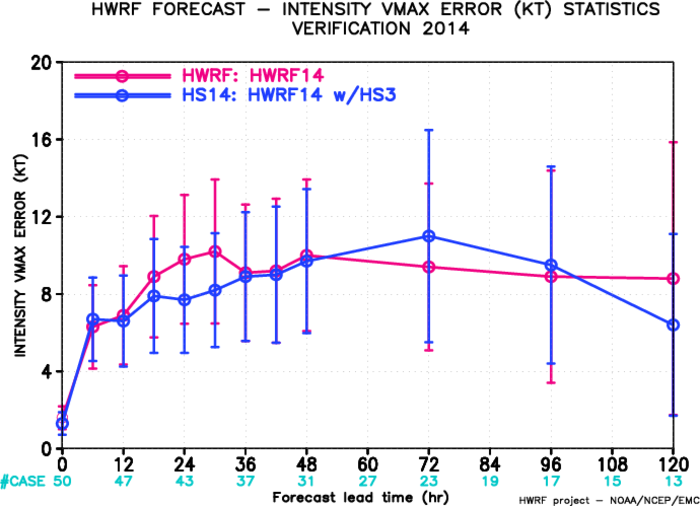 HWRF FORECAST – INTENSITY VMAX ERROR (KT) STATISTICS
VERIFICATION 2014
HWRF: HWRF14
HS14: HWRF14 w/HS3
INTENSITY VMAX ERROR (KT)
20
16
12
8
4
0
0 12 24 36 48 60 72 84 96 108 120
#CASE 50 47 43 37 31 27 23 19 17 15 13
Forecast lead time (hr)
HWRF project – NOAA/NCEP/EMC